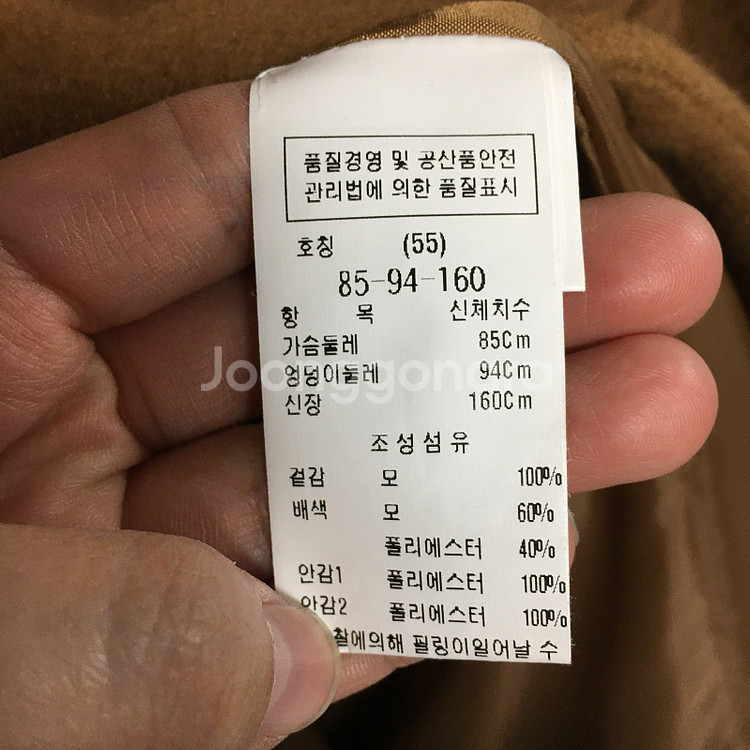 품질경영 및 공산품안전
관리법에 의한 품질표시
호칭 (55)
85-94-160
항 목 신체치수
가슴둘레 85Cm
엉덩이둘레 94Cm
신장 160Cm
조성섬유
겉감 모 100%
배색 모 60%
폴리에스터 40%
안감1 폴리에스터 100%
안감2 폴리에스터 100%
필링이일어날 수
Joonggonara